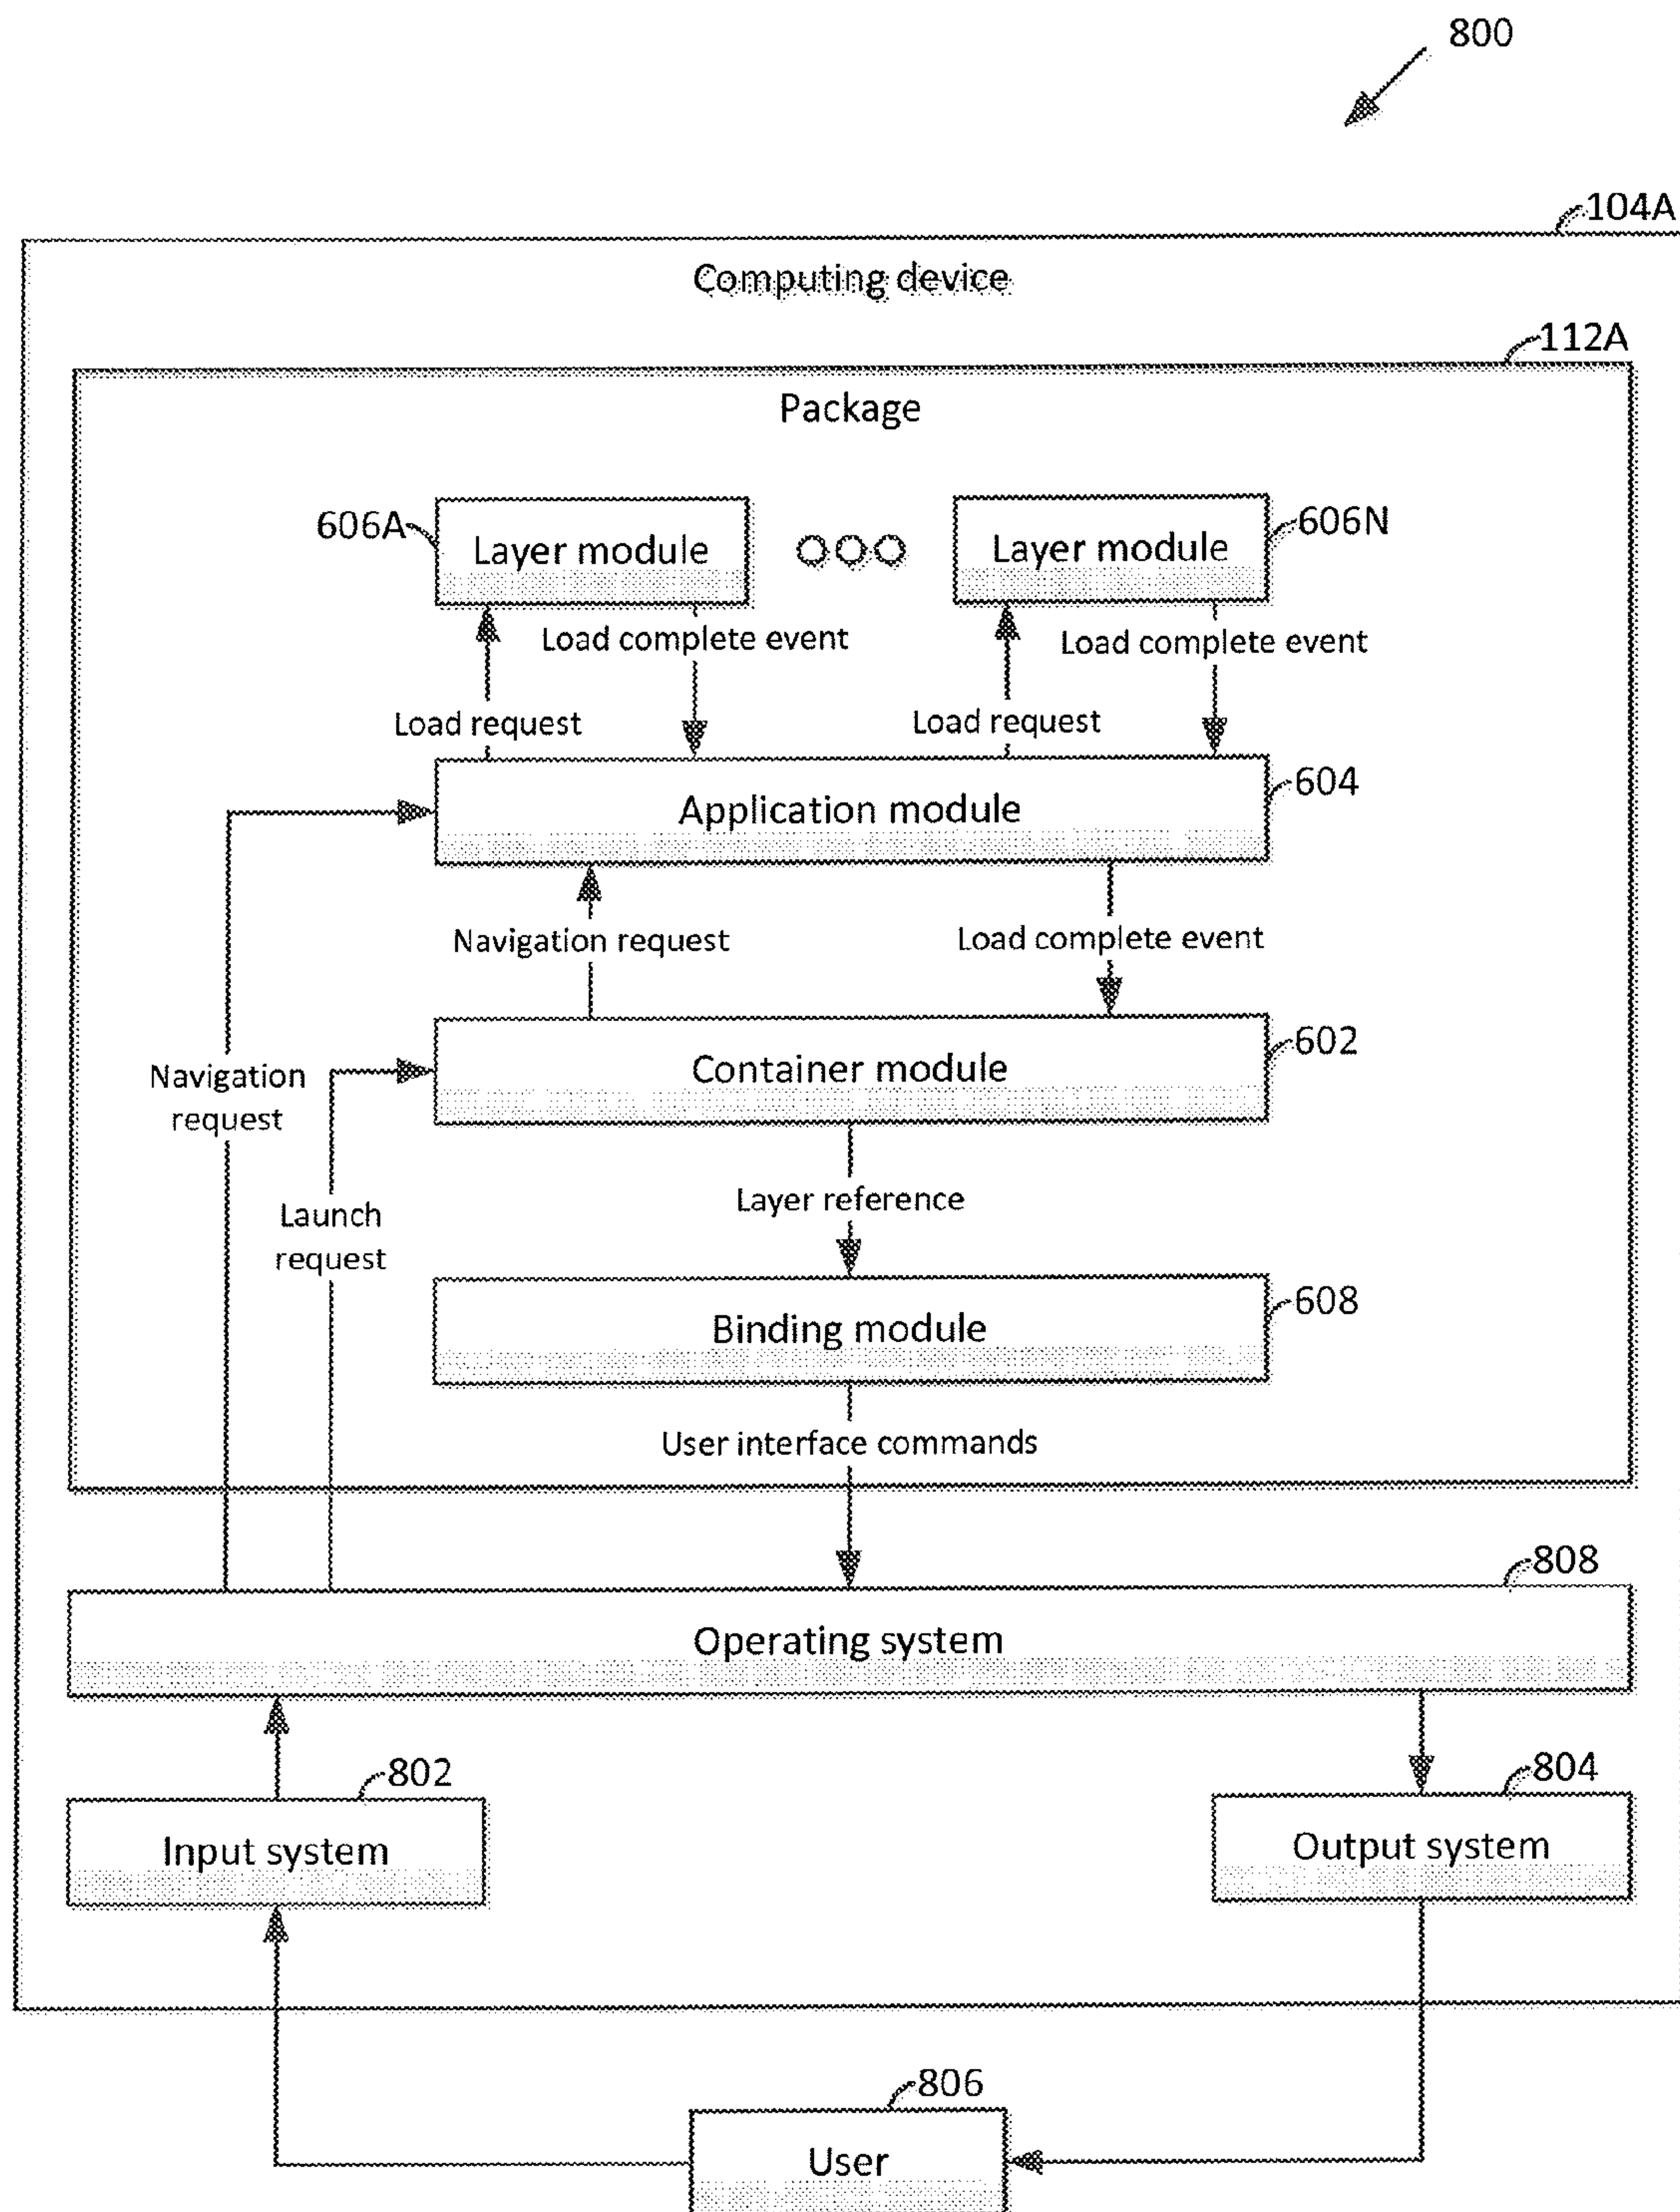 800
104A
Computing device
112A
Package
606A
Layer module
Layer module
606N
Load complete event
Load complete event
Load request
Load request
604
Application module
Navigation request
Load complete event
602
Container module
Navigation
request
Layer reference
Launch
request
608
Binding module
User interface commands
808
Operating system
802
804
Input system
Output system
806
User